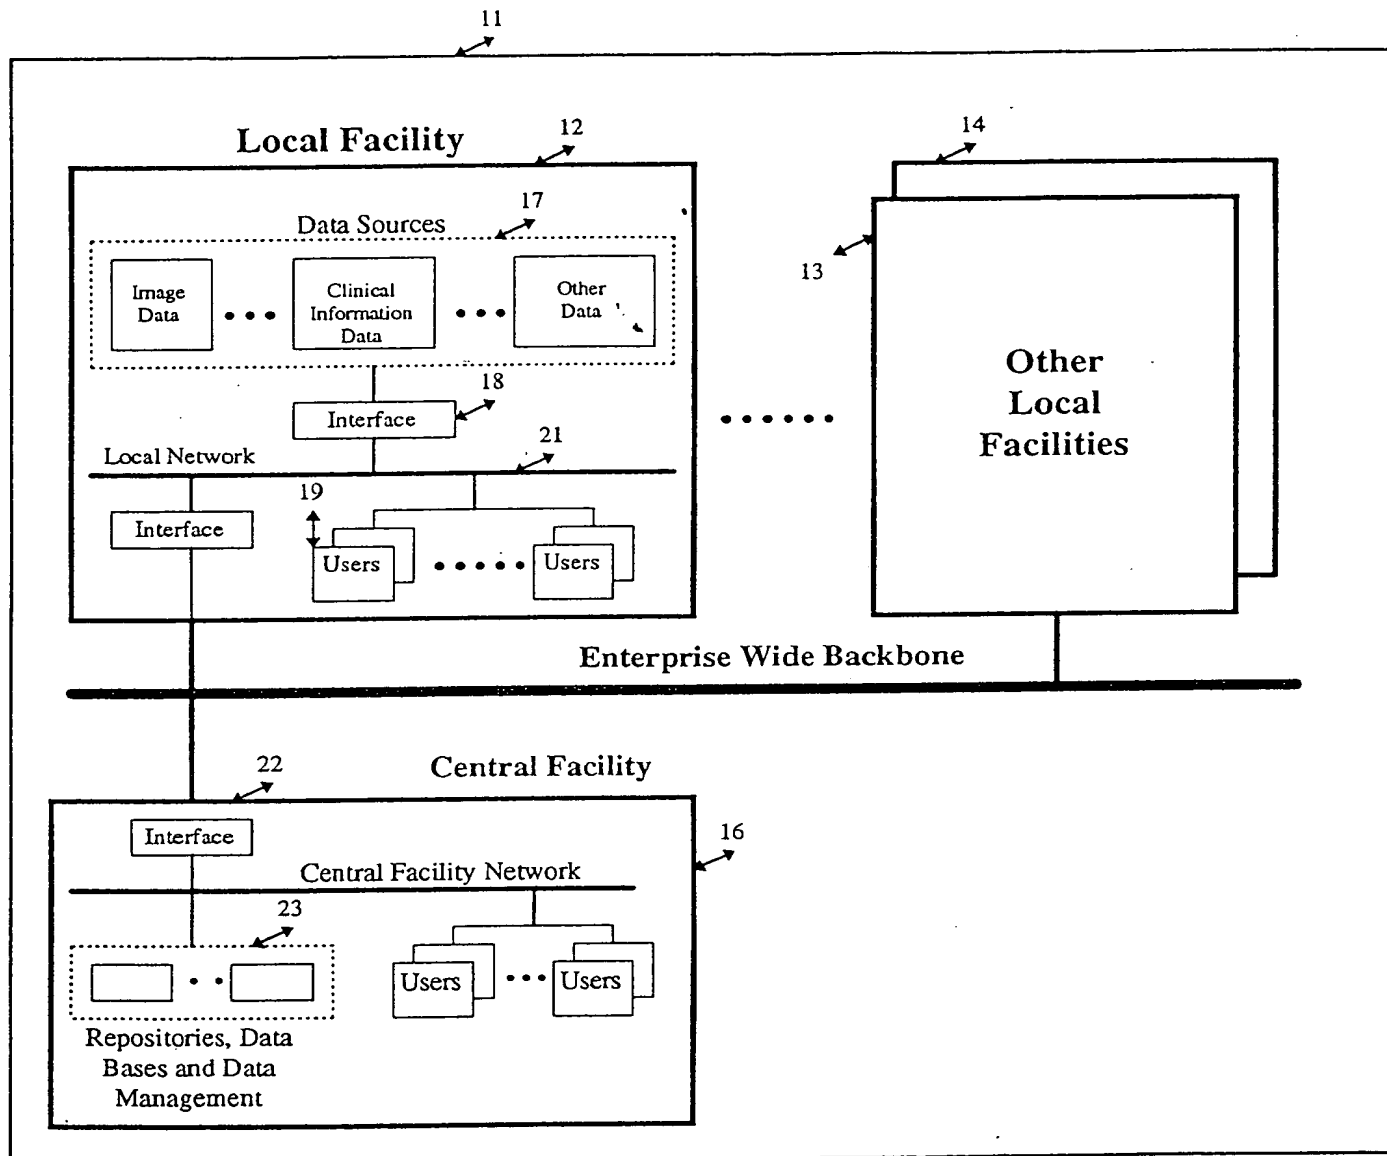 11
Local Facility
12
14
17
Data Sources
13
Image
Data
Clinical
Information
Data
Other
Data
Other
Local
Facilities
18
Interface
Local Network
21
19
Interface
Users
Users
Enterprise Wide Backbone
22
Central Facility
Interface
16
Central Facility Network
23
Users
Users
Repositories, Data
Bases and Data
Management